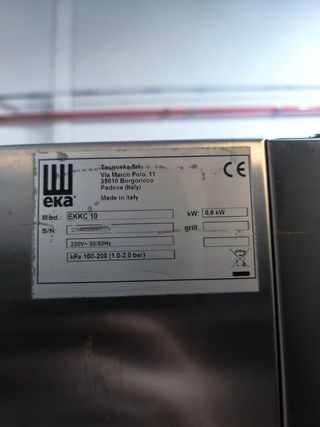 eka
Tecnoeka Srl
Via Marco Polo, 11
35010 Borgoricco
Padova (Italy)
Made in Italy
CE
Mod.: EKKC 10
kW: 0,6 kW
S/N:
grill:
230V~ 50/60Hz
kPa 100-200 (1.0-2.0 bar)